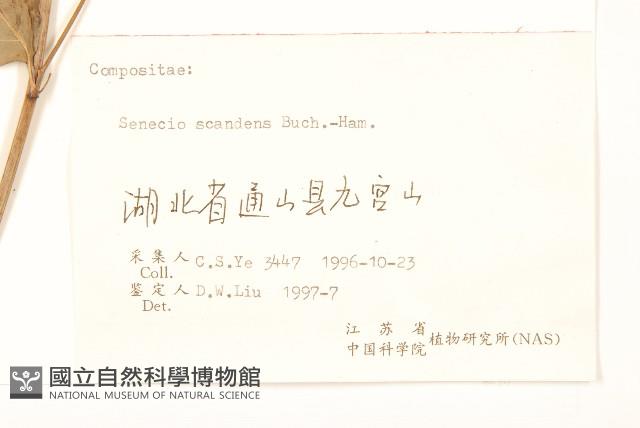 Compositae:
Senecio scandens Buch.-Ham.
湖北省通山县九宫山
采集人 C.S.Ye 3447 1996-10-23
Coll.
鉴定人 D.W.Liu 1997-7
Det.
江苏省
中国科学院 植物研究所(NAS)
國立自然科學博物館
NATIONAL MUSEUM OF NATURAL SCIENCE